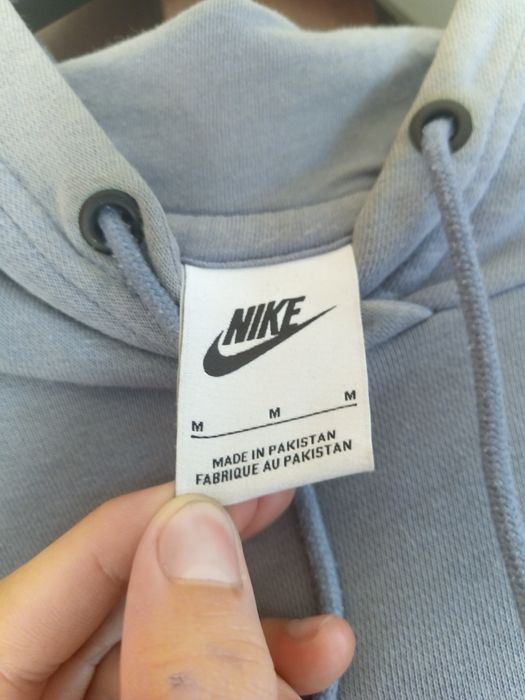 NIKE
M M M
MADE IN PAKISTAN
FABRIQUE AU PAKISTAN